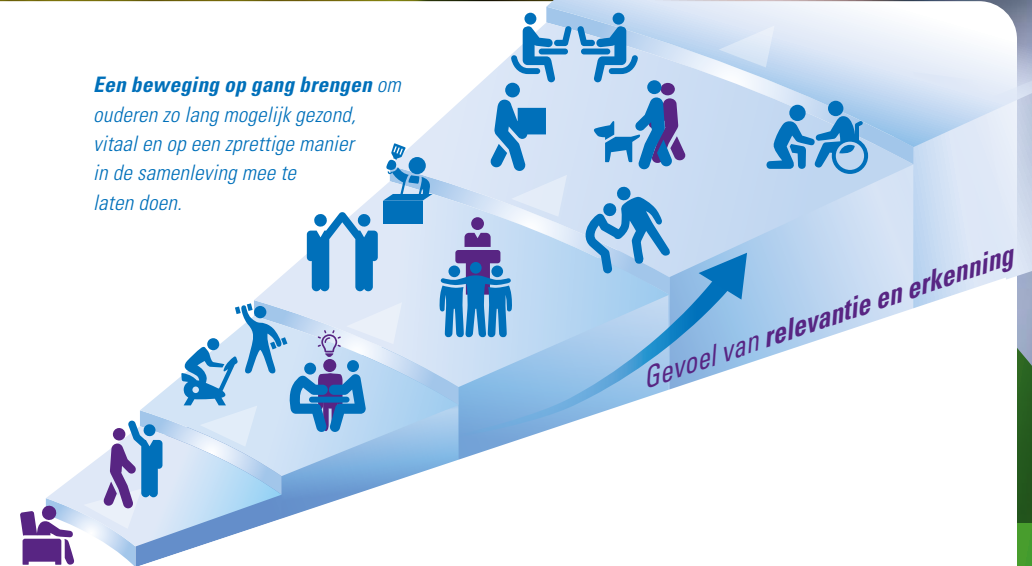 Een beweging op gang brengen om
ouderen zo lang mogelijk gezond,
vitaal en op een zprettige manier
in de samenleving mee te
laten doen.
Gevoel van relevantie en erkenning